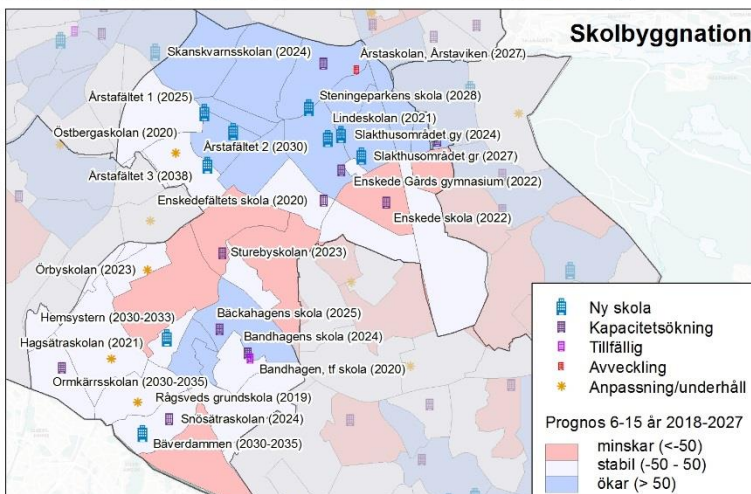 Skolbyggnation
Skanskvarnsskolan (2024)
Årstaskolan, Årstaviken (2027)
Årstafältet 1 (2025)
Steningeparkens skola (2028)
Lindeskolan (2021)
Östbergaskolan (2020)
Årstafältet 2 (2030)
Slakthusområdet gy (2024)
Slakthusområdet gr (2027)
Årstafältet 3 (2038)
Enskede Gårds gymnasium (2022)
Enskedefältets skola (2020)
Enskede skola (2022)
Sturebyskolan (2023)
Örbyskolan (2023)
Hemsystern (2030-2033)
Bäckahagens skola (2025)
Hagsätraskolan (2021)
Bandhagens skola (2024)
Bandhagen, tf skola (2020)
Ormkärrsskolan (2030-2035)
Rågsveds grundskola (2019)
Snösätraskolan (2024)
Bäverdammen (2030-2035)
Ny skola
Kapacitetsökning
Tillfällig
Avveckling
Anpassning/underhåll
Prognos 6-15 år 2018-2027
minskar (<-50)
stabil (-50 - 50)
ökar (> 50)